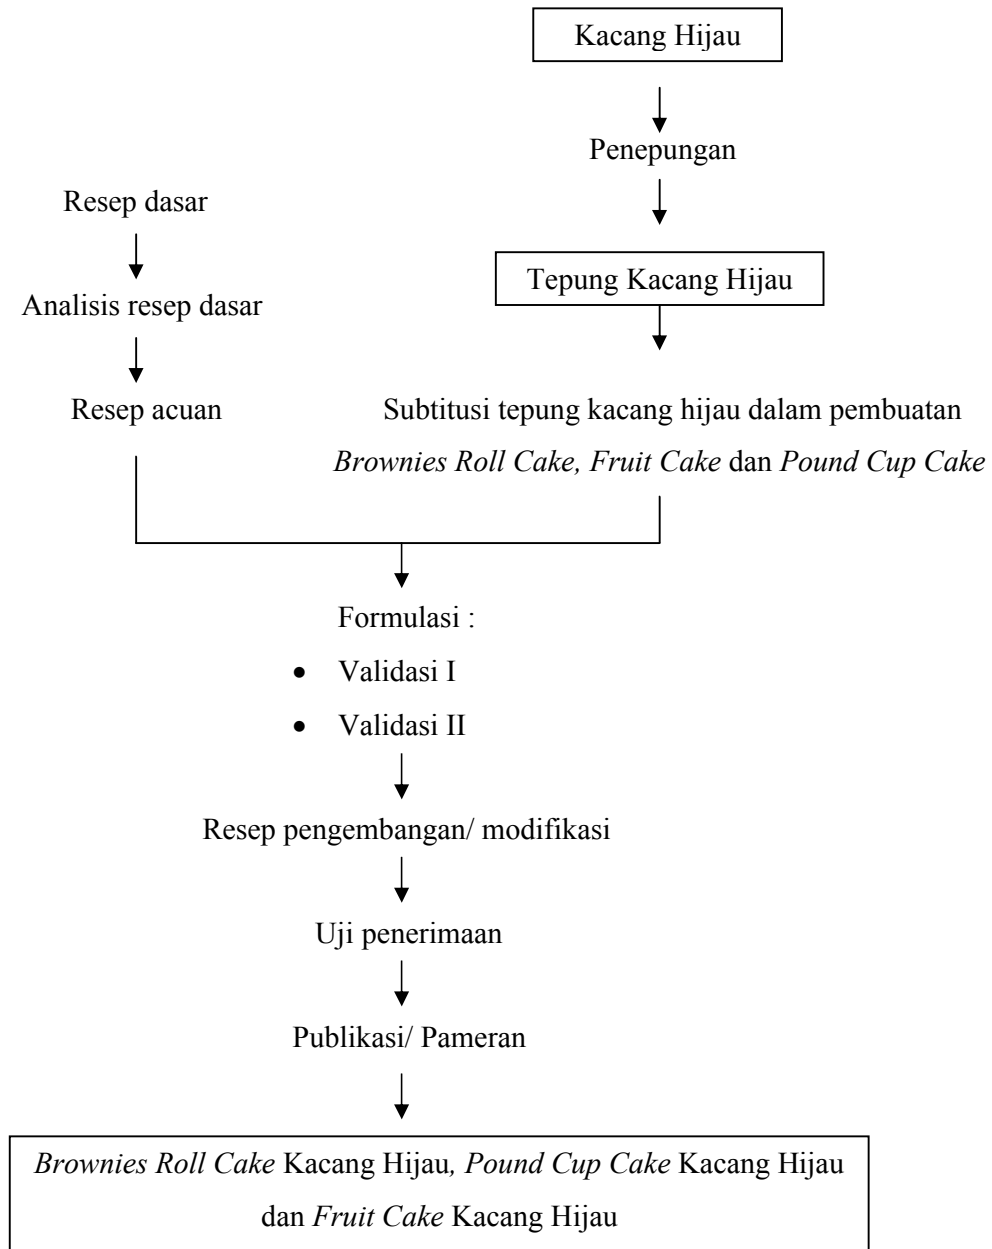 Kacang Hijau
Penepungan
Resep dasar
Tepung Kacang Hijau
Analisis resep dasar
Resep acuan
Subtitusi tepung kacang hijau dalam pembuatan
Brownies Roll Cake, Fruit Cake dan Pound Cup Cake
Formulasi :
• Validasi I
• Validasi II
Resep pengembangan/ modifikasi
Uji penerimaan
Publikasi/ Pameran
Brownies Roll Cake Kacang Hijau, Pound Cup Cake Kacang Hijau
dan Fruit Cake Kacang Hijau